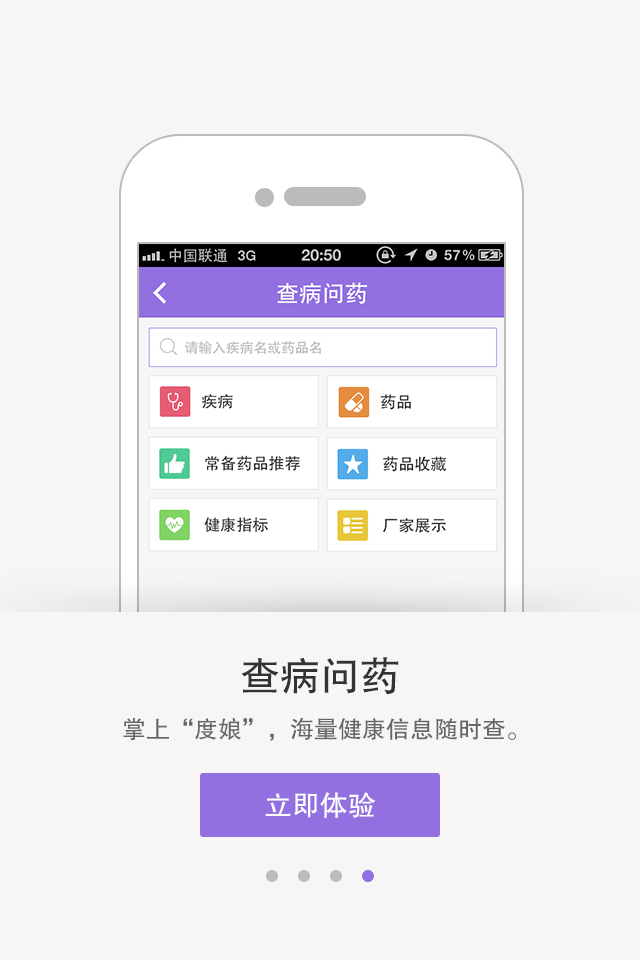 中国联通 3G 20:50 57%
查病问药
请输入疾病名或药品名
疾病 药品
常备药品推荐 药品收藏
健康指标 厂家展示
查病问药
掌上“度娘”，海量健康信息随时查。
立即体验